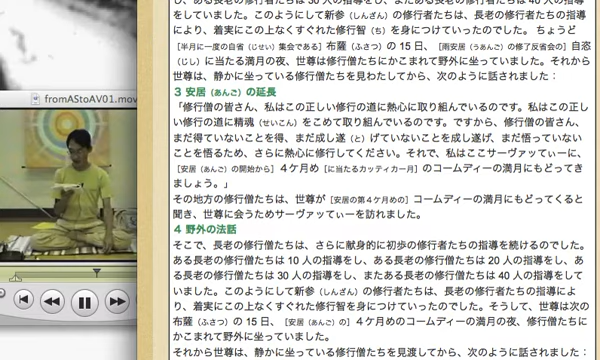 fromAStoAV01.mov
し、ある長老の修行僧たちは 30 人の指導をし、またある長老の修行僧たちは 40 人の指導
をしていました。このようにして新参（しんざん）の修行者たちは、長老の修行者たちの指導
により、着実にこの上なくすぐれた修行智（ち）を身につけていったのでした。 ちょうど
［半月に一度の自省（じせい）集会である］布薩（ふさつ）の 15 日、［雨安居（うあんご）の修了反省会の］自恣
（じし）に当たる満月の夜、世尊は修行僧たちにかこまれて野外に坐っていました。それから
世尊は、静かに坐っている修行僧たちを見わたしてから、次のように話されました：
3 安居（あんご）の延長
「修行僧の皆さん、私はこの正しい修行の道に熱心に取り組んでいるのです。私はこの正し
い修行の道に精魂（せいこん）をこめて取り組んでいるのです。ですから、修行僧の皆さん、
まだ得ていないことを得、まだ成し遂（と）げていないことを成し遂げ、まだ悟っていない
ことを悟るため、さらに熱心に修行してください。それで、私はここサーヴァッてぃーに、
［安居（あんご）の開始から］４ケ月め［に当たるカッティカー月］のコームディーの満月にもどってき
ましょう。」
その地方の修行僧たちは、世尊が［安居の第４ケ月めの］コームディーの満月にもどってくると
聞き、世尊に会うためサーヴァッてぃーを訪れました。
4 野外の法話
そこで、長老の修行僧たちは、さらに献身的に初歩の修行者たちの指導を続けるのでした。
ある長老の修行僧たちは 10 人の指導をし、ある長老の修行僧たちは 20 人の指導をし、あ
る長老の修行僧たちは 30 人の指導をし、またある長老の修行僧たちは 40 人の指導をして
いました。このようにして新参（しんざん）の修行者たちは、長老の修行者たちの指導によ
り、着実にこの上なくすぐれた修行智を身につけていったのでした。そうして、世尊は次の
布薩（ふさつ）の 15 日、［安居（あんご）の］４ケ月めのコームディーの満月の夜、修行僧たちに
かこまれて野外に坐っていました。
それから世尊は、静かに坐っている修行僧たちを見渡してから、次のように話されました：